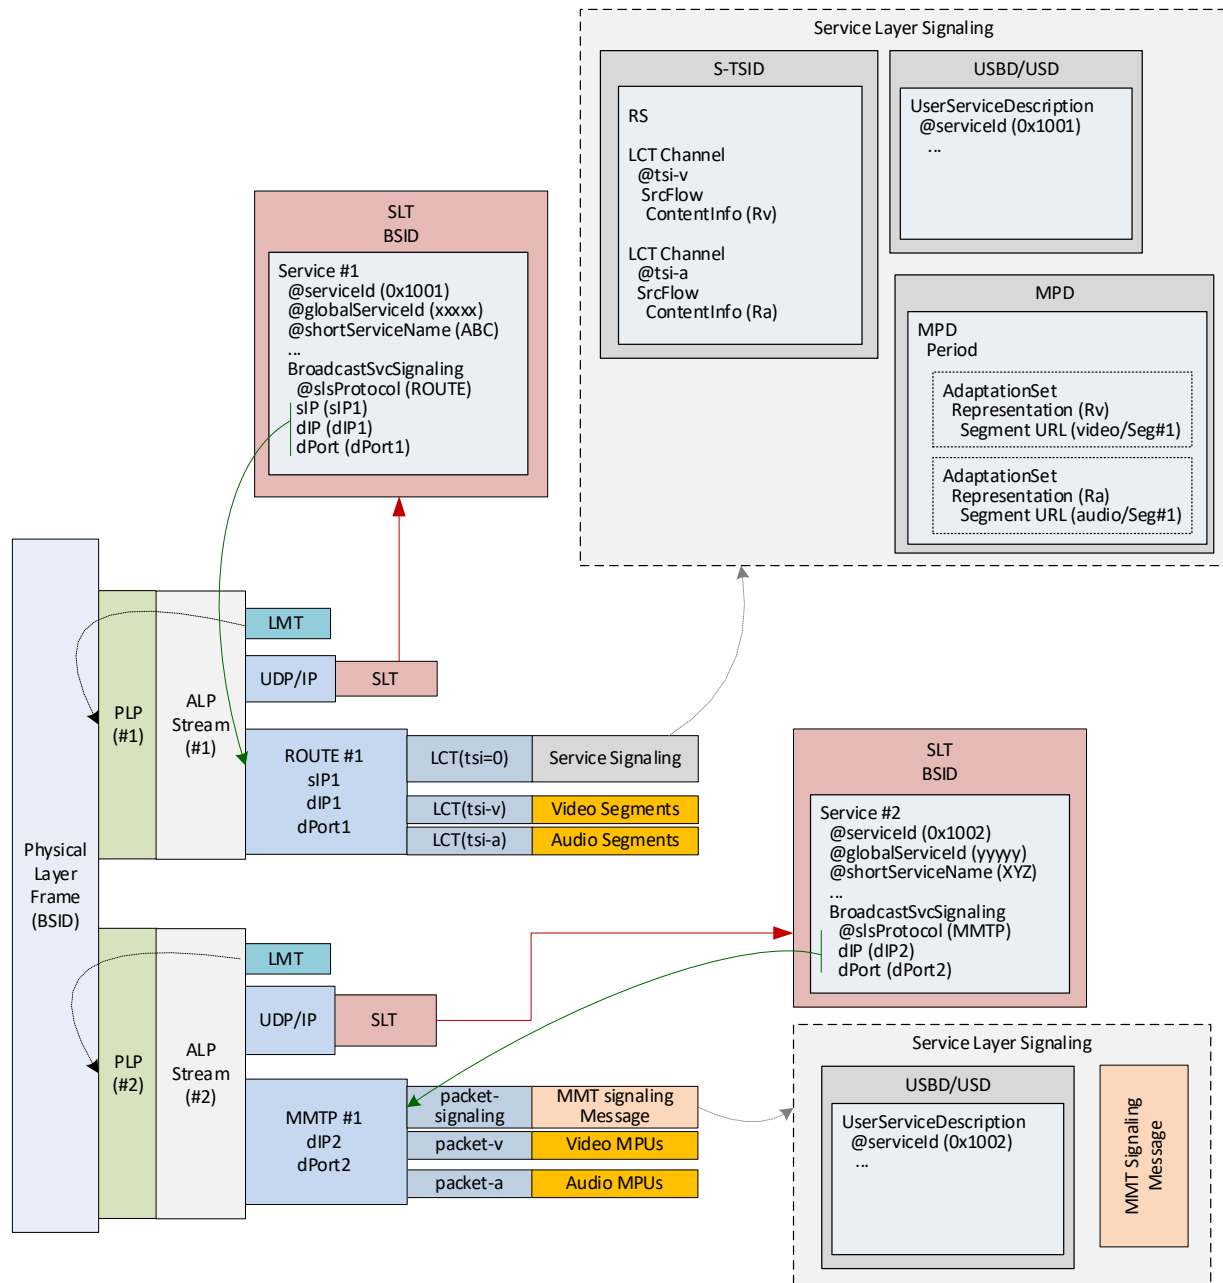 Service Layer Signaling
S-TSID
RS
LCT Channel
@tsi-v
SrcFlow
ContentInfo (Rv)
LCT Channel
@tsi-a
SrcFlow
ContentInfo (Ra)
USBD/USD
UserServiceDescription
@serviceId (0x1001)
...
MPD
MPD
Period
AdaptationSet
Representation (Rv)
Segment URL (video/Seg#1)
AdaptationSet
Representation (Ra)
Segment URL (audio/Seg#1)
SLT
BSID
Service #1
@serviceId (0x1001)
@globalServiceId (xxxxx)
@shortServiceName (ABC)
...
BroadcastSvcSignaling
@slsProtocol (ROUTE)
sIP (sIP1)
dIP (dIP1)
dPort (dPort1)
Physical
Layer
Frame
(BSID)
PLP
(#1)
ALP
Stream
(#1)
LMT
UDP/IP
SLT
ROUTE #1
sIP1
dIP1
dPort1
LCT(tsi=0)
Service Signaling
LCT(tsi-v)
Video Segments
LCT(tsi-a)
Audio Segments
SLT
BSID
Service #2
@serviceId (0x1002)
@globalServiceId (yyyyy)
@shortServiceName (XYZ)
...
BroadcastSvcSignaling
@slsProtocol (MMTP)
dIP (dIP2)
dPort (dPort2)
PLP
(#2)
ALP
Stream
(#2)
LMT
UDP/IP
SLT
MMTP #1
dIP2
dPort2
packet-
signaling
MMT signaling
Message
packet-v
Video MPUs
packet-a
Audio MPUs
Service Layer Signaling
USBD/USD
UserServiceDescription
@serviceId (0x1002)
...
MMT Signaling
Message